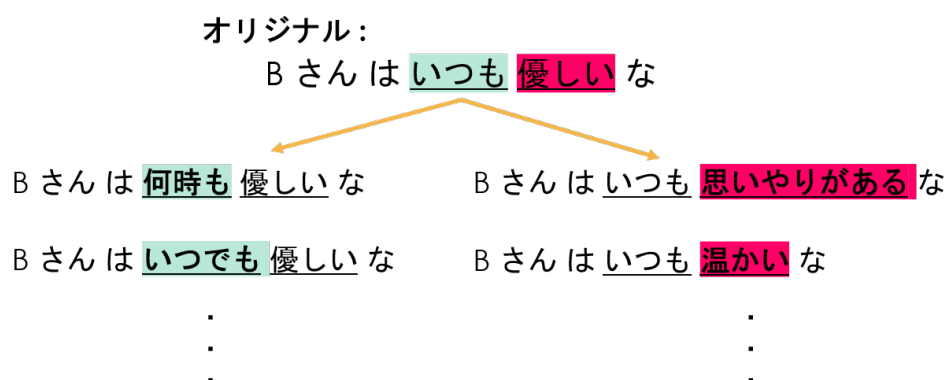 オリジナル：
B さん は いつも 優しい な
B さん は 何時も 優しい な
B さん は いつも 思いやりがある な
B さん は いつでも 優しい な
B さん は いつも 温かい な